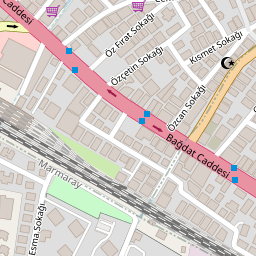 Caddesi
Öz Fırat Sokağı
Kısmet Sokağı
Özçetin Sokağı
Özcan Sokağı
Bağdat Caddesi
Marmaray
Esma Sokağı